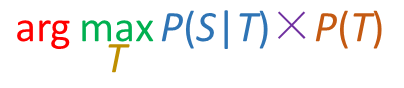 arg max P(S|T) × P(T)
T